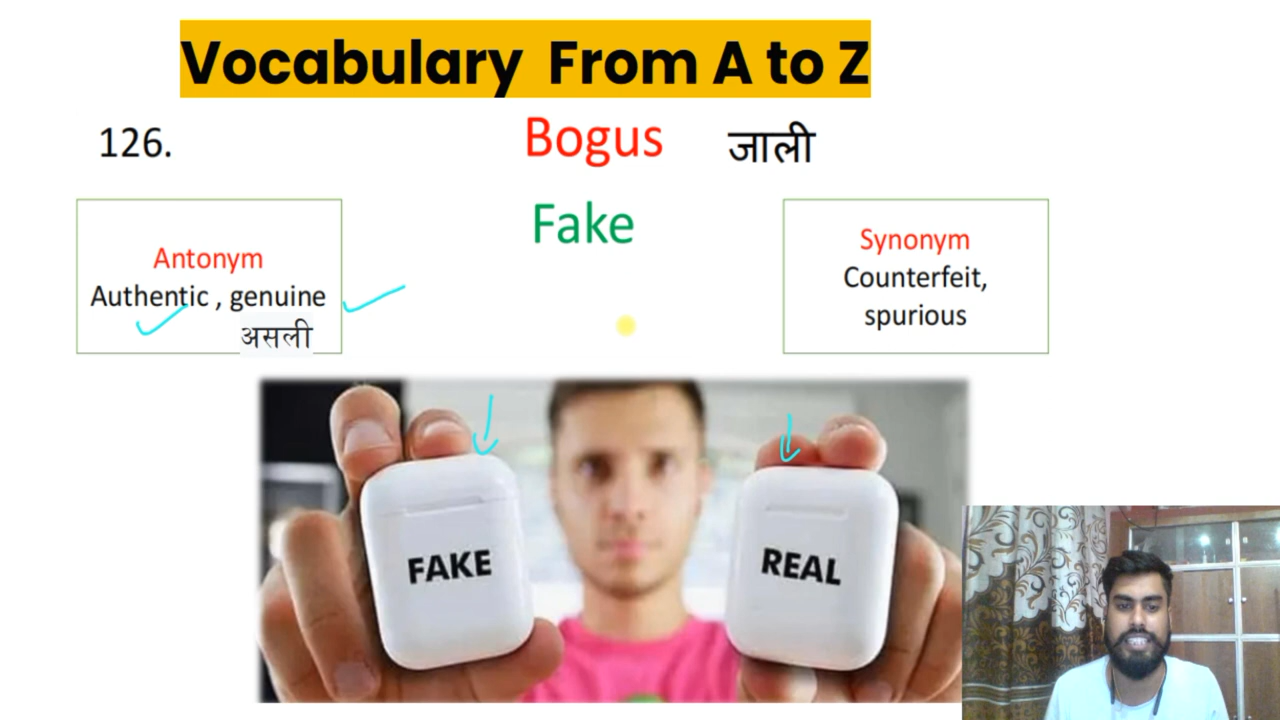 Vocabulary From A to Z
126.
Bogus जाली
Fake
Antonym
Authentic , genuine
असली
Synonym
Counterfeit,
spurious
FAKE
REAL